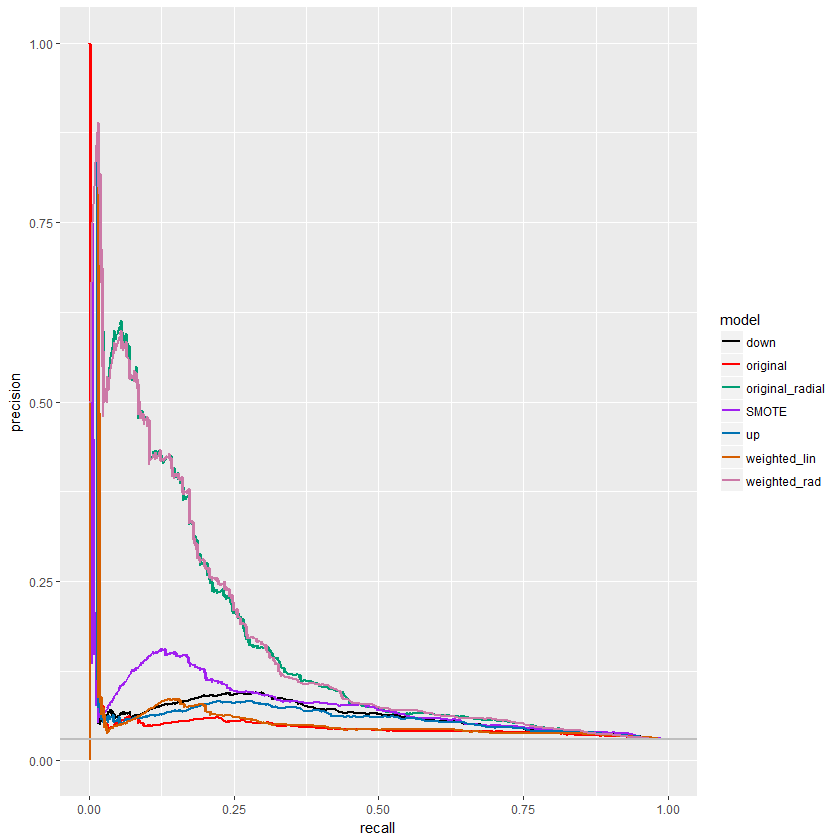 1.00
0.75
0.50
0.25
0.00
precision
0.00 0.25 0.50 0.75 1.00
recall
model
down
original
original_radial
SMOTE
up
weighted_lin
weighted_rad